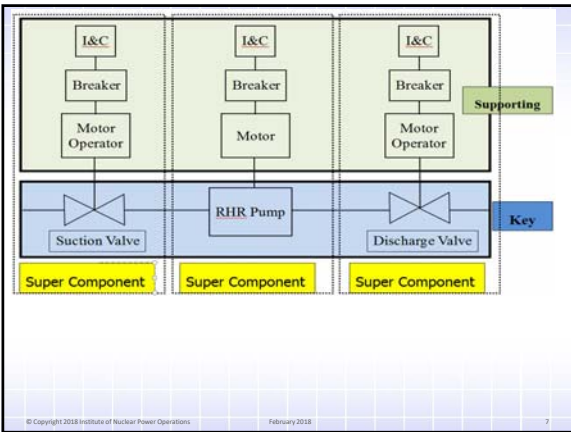 I&C
I&C
I&C
Breaker
Breaker
Breaker
Supporting
Motor
Operator
Motor
Motor
Operator
RHR Pump
Key
Suction Valve
Discharge Valve
Super Component
Super Component
Super Component
© Copyright 2018 Institute of Nuclear Power Operations
February 2018
7